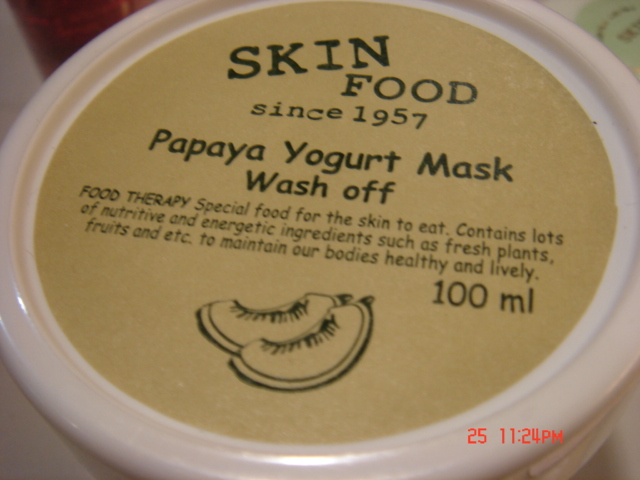 SKIN
FOOD
since 1957
Papaya Yogurt Mask
Wash off
FOOD THERAPY Special food for the skin to eat. Contains lots
of nutritive and energetic ingredients such as fresh plants,
fruits and etc. to maintain our bodies healthy and lively.
100 ml
25 11:24PM